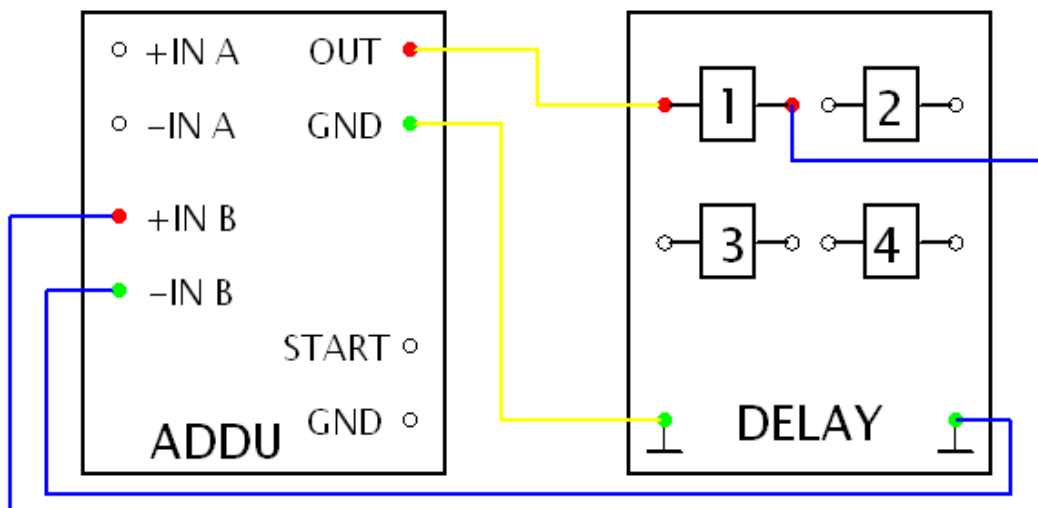 +IN A
OUT
–IN A
GND
+IN B
–IN B
START
GND
ADDU
1
2
3
4
DELAY